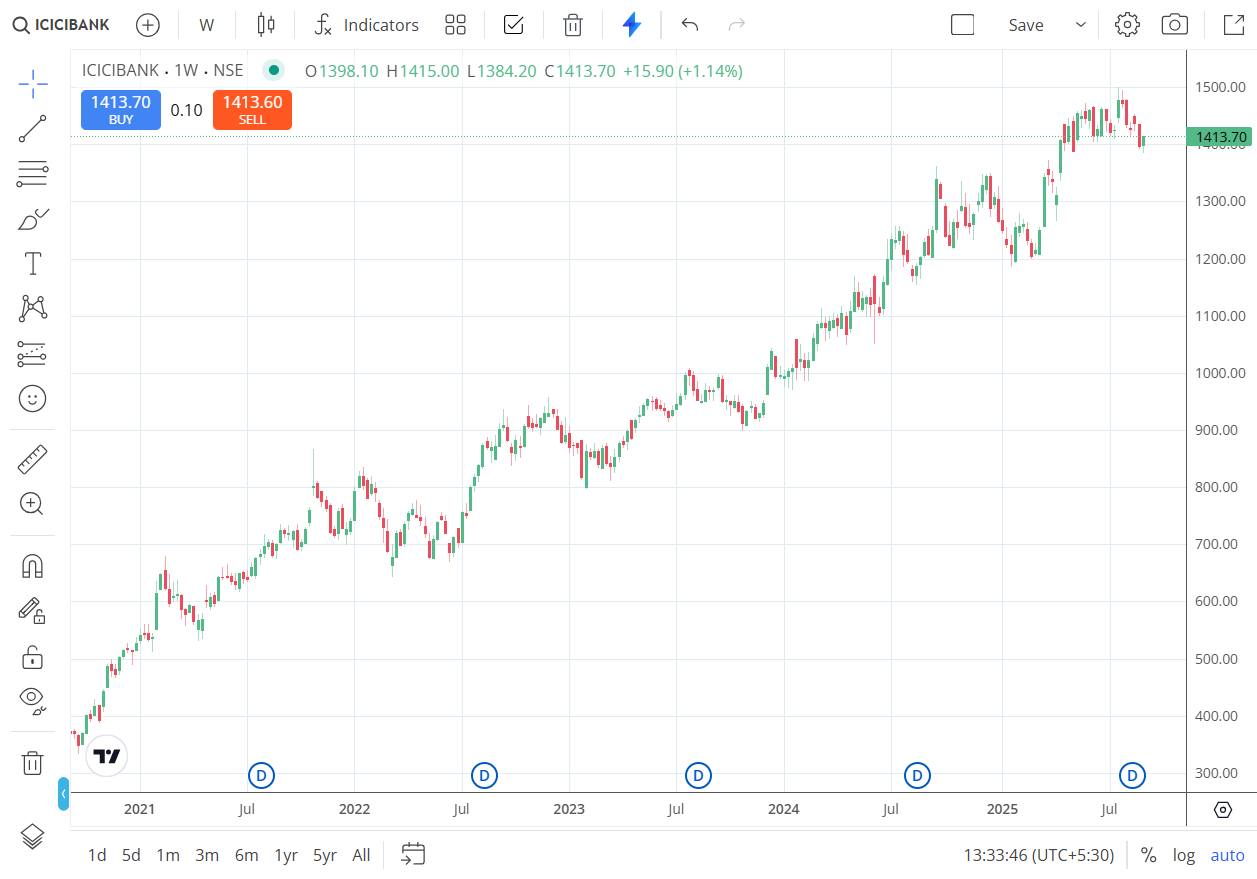 ICICIBANK W Indicators Save
ICICIBANK · 1W · NSE O1398.10 H1415.00 L1384.20 C1413.70 +15.90 (+1.14%)
1413.70 BUY 0.10 1413.60 SELL
1500.00
1413.70
1400.00
1300.00
1200.00
1100.00
1000.00
900.00
800.00
700.00
600.00
500.00
400.00
300.00
T
D D D D D
2021 Jul 2022 Jul 2023 Jul 2024 Jul 2025 Jul
1d 5d 1m 3m 6m 1yr 5yr All 13:33:46 (UTC+5:30) % log auto